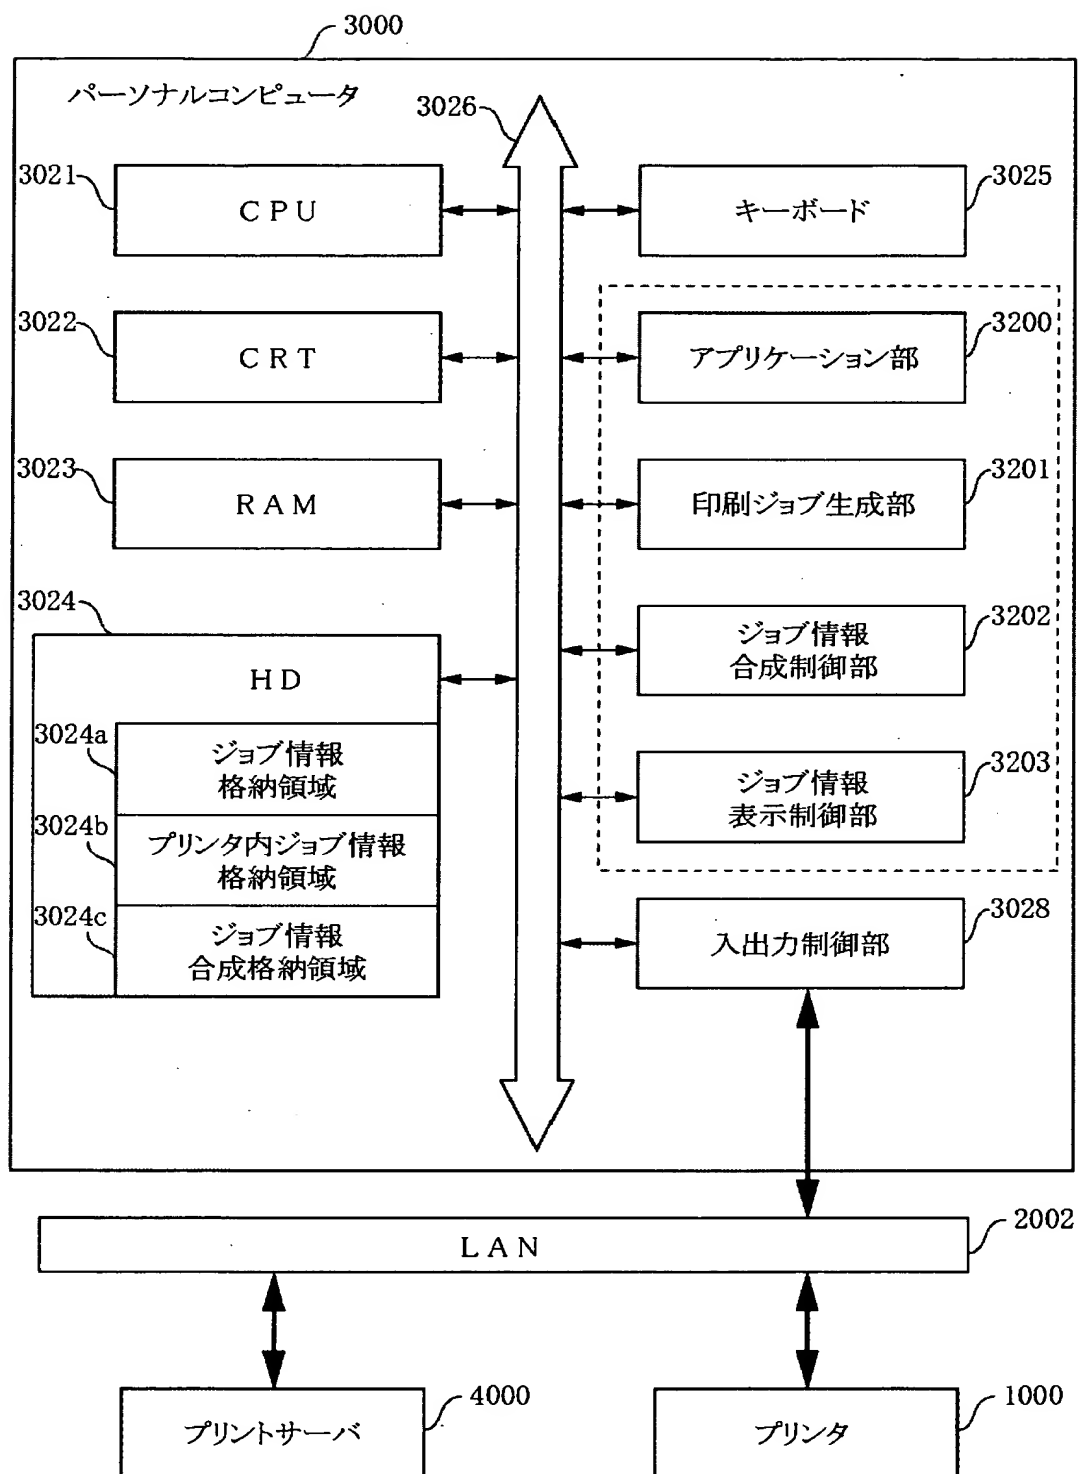 3000
パーソナルコンピュータ
3026
3021
CPU
キーボード
3025
3022
CRT
アプリケーション部
3200
3023
RAM
印刷ジョブ生成部
3201
3024
HD
ジョブ情報
合成制御部
3202
3024a
ジョブ情報
格納領域
ジョブ情報
表示制御部
3203
3024b
プリンタ内ジョブ情報
格納領域
3024c
ジョブ情報
合成格納領域
入出力制御部
3028
LAN
2002
プリントサーバ
4000
プリンタ
1000